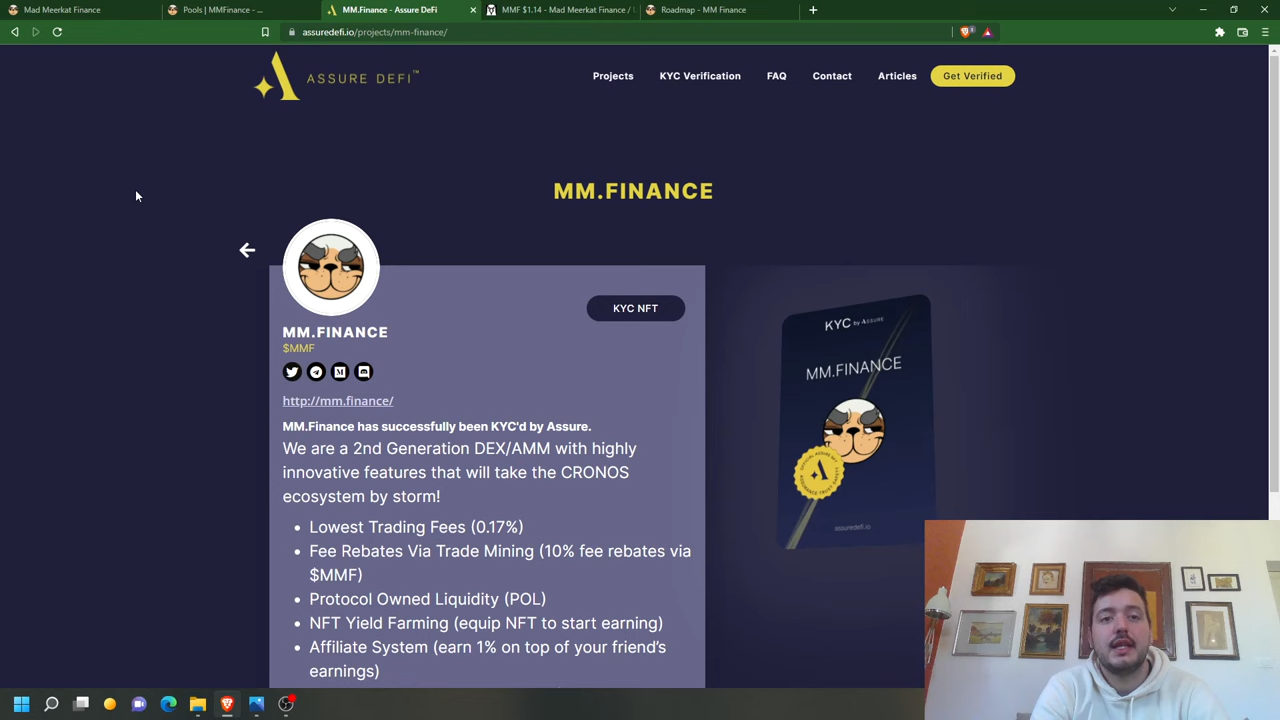 Mad Meerkat Finance
Pools | MMFinance - ...
MM.Finance - Assure DeFi
MMF $1.14 - Mad Meerkat Finance /
Roadmap - MM Finance
assuredefi.io/projects/mm-finance/
ASSURE DEFI™
Projects
KYC Verification
FAQ
Contact
Articles
Get Verified
MM.FINANCE
KYC NFT
MM.FINANCE
$MMF
http://mm.finance/
MM.Finance has successfully been KYC'd by Assure.
We are a 2nd Generation DEX/AMM with highly
innovative features that will take the CRONOS
ecosystem by storm!
• Lowest Trading Fees (0.17%)
• Fee Rebates Via Trade Mining (10% fee rebates via
$MMF)
• Protocol Owned Liquidity (POL)
• NFT Yield Farming (equip NFT to start earning)
• Affiliate System (earn 1% on top of your friend's
earnings)
KYC by ASSURE
MM.FINANCE
assuredefi.io